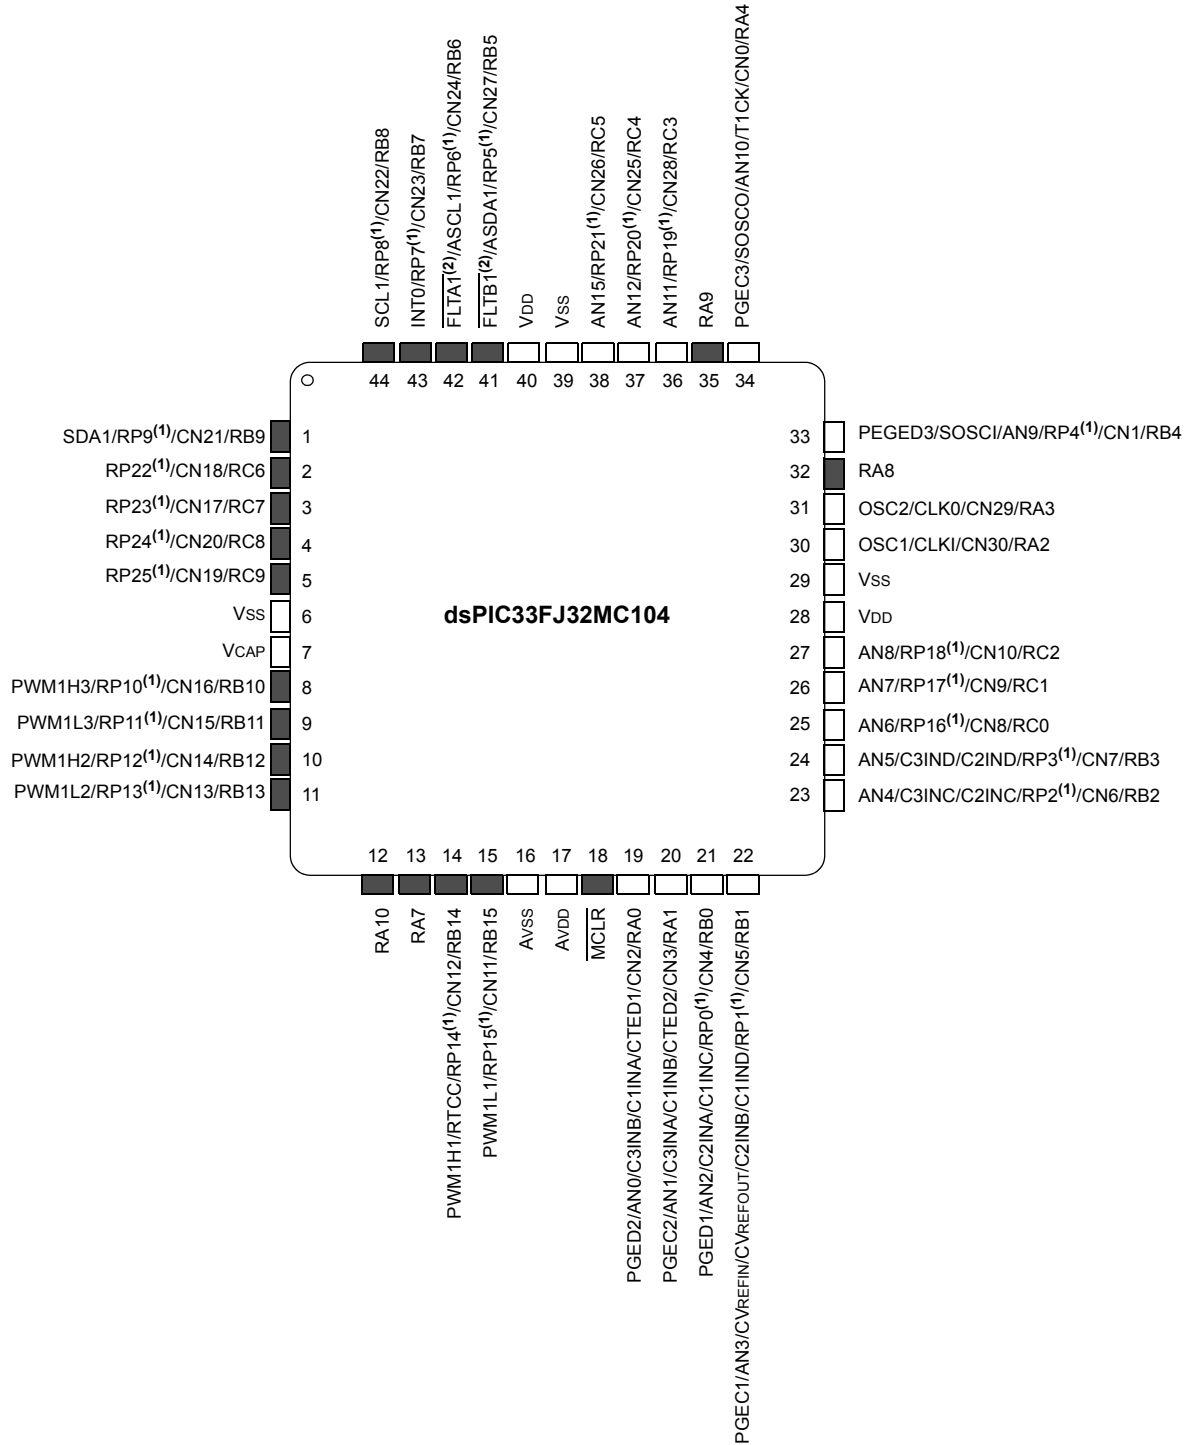 SCL1/RP8(1)/CN22/RB8
INT0/RP7(1)/CN23/RB7
FLTA1(2)/ASCL1/RP6(1)/CN24/RB6
FLTB1(2)/ASDA1/RP5(1)/CN27/RB5
VDD
VSS
AN15/RP21(1)/CN26/RC5
AN12/RP20(1)/CN25/RC4
AN11/RP19(1)/CN28/RC3
RA9
PGEC3/SOSCO/AN10/T1CK/CN0/RA4
44 43 42 41 40 39 38 37 36 35 34
SDA1/RP9(1)/CN21/RB9 1
RP22(1)/CN18/RC6 2
RP23(1)/CN17/RC7 3
RP24(1)/CN20/RC8 4
RP25(1)/CN19/RC9 5
VSS 6
VCAP 7
PWM1H3/RP10(1)/CN16/RB10 8
PWM1L3/RP11(1)/CN15/RB11 9
PWM1H2/RP12(1)/CN14/RB12 10
PWM1L2/RP13(1)/CN13/RB13 11
dsPIC33FJ32MC104
33 PEGED3/SOSCI/AN9/RP4(1)/CN1/RB4
32 RA8
31 OSC2/CLK0/CN29/RA3
30 OSC1/CLKI/CN30/RA2
29 VSS
28 VDD
27 AN8/RP18(1)/CN10/RC2
26 AN7/RP17(1)/CN9/RC1
25 AN6/RP16(1)/CN8/RC0
24 AN5/C3IND/C2IND/RP3(1)/CN7/RB3
23 AN4/C3INC/C2INC/RP2(1)/CN6/RB2
12 13 14 15 16 17 18 19 20 21 22
RA10
RA7
PWM1H1/RTCC/RP14(1)/CN12/RB14
PWM1L1/RP15(1)/CN11/RB15
AVSS
AVDD
MCLR
PGED2/AN0/C3INB/C1INA/CTED1/CN2/RA0
PGEC2/AN1/C3INA/C1INB/CTED2/CN3/RA1
PGED1/AN2/C2INA/C1INC/RP0(1)/CN4/RB0
PGEC1/AN3/CVREFIN/CVREFOUT/C2INB/C1IND/RP1(1)/CN5/RB1